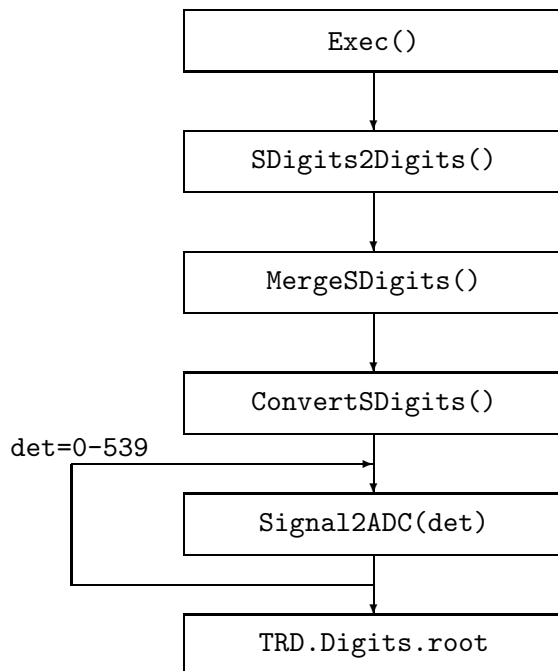 Exec()
SDigits2Digits()
MergeSDigits()
ConvertSDigits()
det=0-539
Signal2ADC(det)
TRD.Digits.root